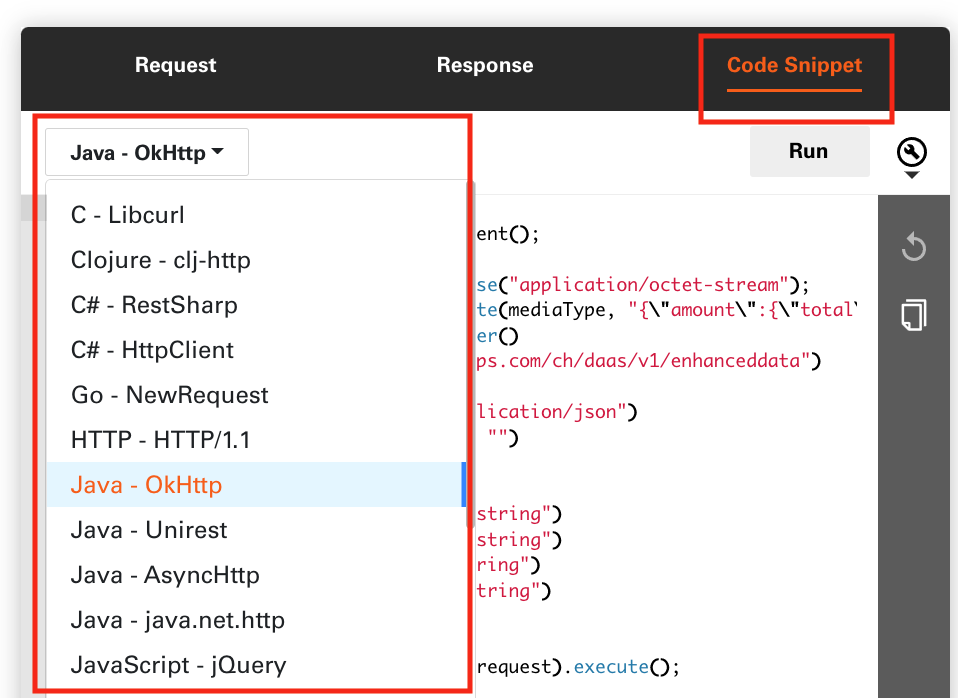 Request
Response
Code Snippet
Java - OkHttp
Run
C - Libcurl
Clojure - clj-http
C# - RestSharp
C# - HttpClient
Go - NewRequest
HTTP - HTTP/1.1
Java - OkHttp
Java - Unirest
Java - AsyncHttp
Java - java.net.http
JavaScript - jQuery
ent();
se("application/octet-stream");
te(mediaType, "{\"amount\":{\"total\
er()
ps.com/ch/daas/v1/enhanceddata")
lication/json")
"")
string")
string")
ring")
tring")
request).execute();